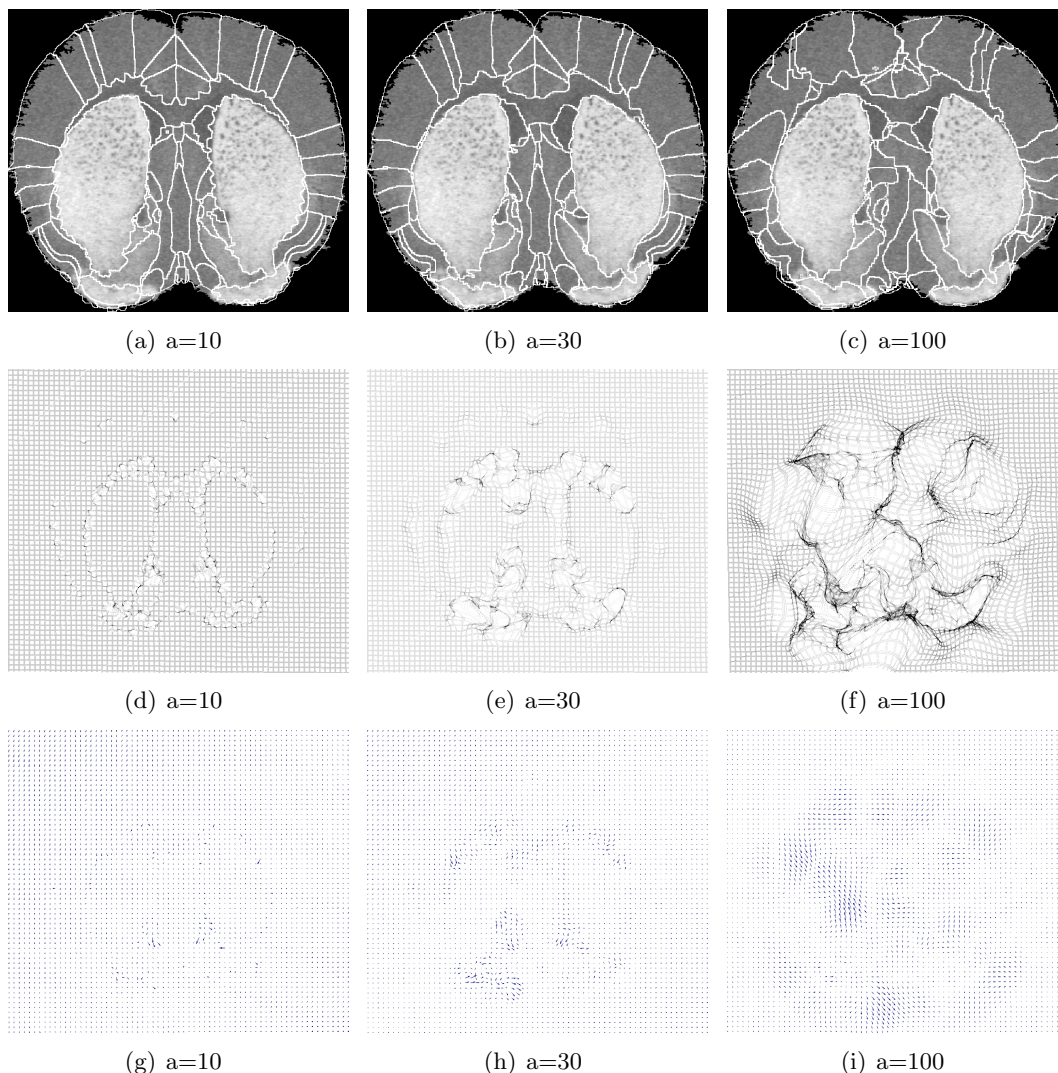 (a) a=10
(b) a=30
(c) a=100
(d) a=10
(e) a=30
(f) a=100
(g) a=10
(h) a=30
(i) a=100